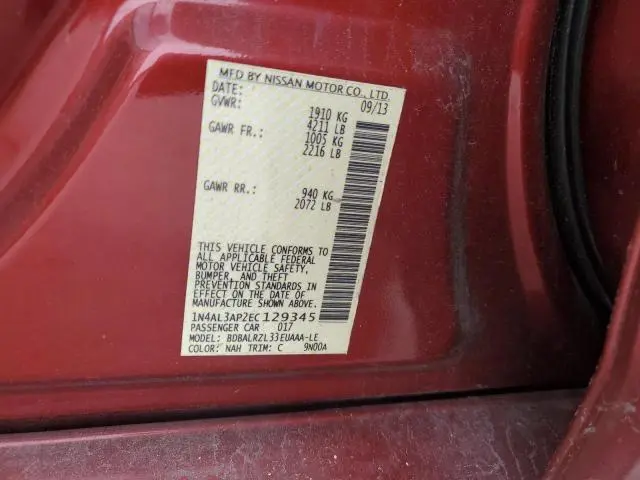 MFD BY NISSAN MOTOR CO., LTD.
DATE: 09/13
GVWR: 1910 KG
4211 LB
GAWR FR.: 1005 KG
2216 LB
GAWR RR.: 940 KG
2072 LB
THIS VEHICLE CONFORMS TO
ALL APPLICABLE FEDERAL
MOTOR VEHICLE SAFETY,
BUMPER, AND THEFT
PREVENTION STANDARDS IN
EFFECT ON THE DATE OF
MANUFACTURE SHOWN ABOVE.
1N4AL3AP2EC129345
PASSENGER CAR 017
MODEL: BDBALRZL33EUAAA-LE
COLOR: NAH TRIM: C 9N00A